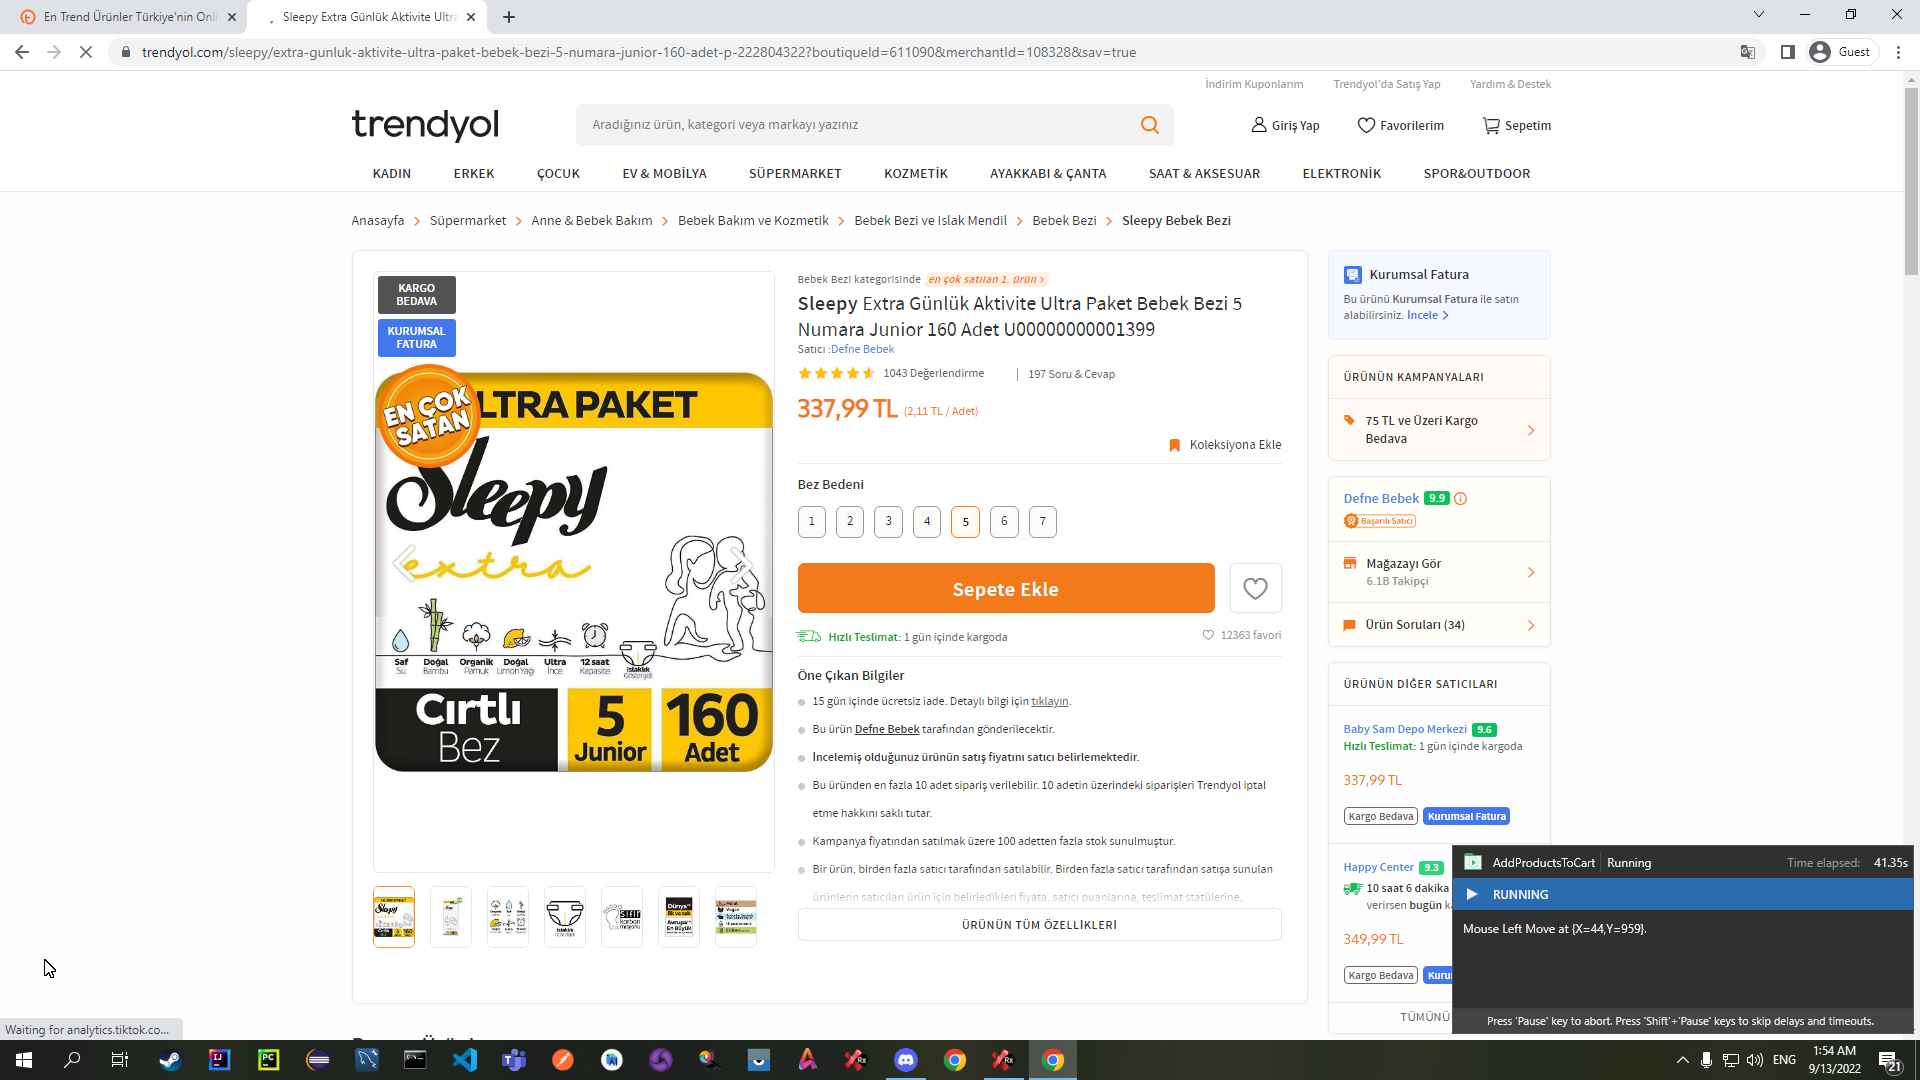 En Trend Ürünler Türkiye'nin Onl
Sleepy Extra Günlük Aktivite Ultra
trendyol.com/sleepy/extra-gunluk-aktivite-ultra-paket-bebek-bezi-5-numara-junior-160-adet-p-222804322?boutiqueId=611090&merchantId=108328&sav=true
Guest
İndirim Kuponlarım
Trendyol'da Satış Yap
Yardım & Destek
trendyol
Aradığınız ürün, kategori veya markayı yazınız
Giriş Yap
Favorilerim
Sepetim
KADIN
ERKEK
ÇOCUK
EV & MOBİLYA
SÜPERMARKET
KOZMETİK
AYAKKABI & ÇANTA
SAAT & AKSESUAR
ELEKTRONİK
SPOR&OUTDOOR
Anasayfa
Süpermarket
Anne & Bebek Bakım
Bebek Bakım ve Kozmetik
Bebek Bezi ve Islak Mendil
Bebek Bezi
Sleepy Bebek Bezi
KARGO
BEDAVA
KURUMSAL
FATURA
EN ÇOK
SATAN
LTRA PAKET
Sleepy
extra
Saf
Su
Doğal
Bambu
Organik
Pamuk
Doğal
Limon Yağı
Ultra
İnce
12 saat
Kapasite
Islaklık
Göstergeli
Cırtlı
Bez
5
Junior
160
Adet
Bebek Bezi kategorisinde en çok satılan 1. ürün >
Sleepy Extra Günlük Aktivite Ultra Paket Bebek Bezi 5
Numara Junior 160 Adet U00000000001399
Satıcı :Defne Bebek
1043 Değerlendirme
197 Soru & Cevap
337,99 TL (2,11 TL / Adet)
Koleksiyona Ekle
Bez Bedeni
1
2
3
4
5
6
7
Sepete Ekle
Hızlı Teslimat: 1 gün içinde kargoda
12363 favori
Öne Çıkan Bilgiler
15 gün içinde ücretsiz iade. Detaylı bilgi için tıklayın.
Bu ürün Defne Bebek tarafından gönderilecektir.
İncelemiş olduğunuz ürünün satış fiyatını satıcı belirlemektedir.
Bu üründen en fazla 10 adet sipariş verilebilir. 10 adetin üzerindeki siparişleri Trendyol iptal
etme hakkını saklı tutar.
Kampanya fiyatından satılmak üzere 100 adetten fazla stok sunulmuştur.
Bir ürün, birden fazla satıcı tarafından satılabilir. Birden fazla satıcı tarafından satışa sunulan
ürünlerin satıcıları ürün için belirledikleri fiyata, satıcı puanlarına, teslimat statülerine,
ÜRÜNÜN TÜM ÖZELLİKLERİ
Kurumsal Fatura
Bu ürünü Kurumsal Fatura ile satın
alabilirsiniz. İncele >
ÜRÜNÜN KAMPANYALARI
75 TL ve Üzeri Kargo
Bedava
Defne Bebek 9.9
Başarılı Satıcı
Mağazayı Gör
6.1B Takipçi
Ürün Soruları (34)
ÜRÜNÜN DİĞER SATICILARI
Baby Sam Depo Merkezi 9.6
Hızlı Teslimat: 1 gün içinde kargoda
337,99 TL
Kargo Bedava
Kurumsal Fatura
Happy Center 9.3
10 saat 6 dakika
verirsen bugün k
349,99 TL
Kargo Bedava
Kuru
TÜMÜNÜ
AddProductsToCart
Running
Time elapsed: 41.35s
RUNNING
Mouse Left Move at {X=44,Y=959}.
Press 'Pause' key to abort. Press 'Shift'+'Pause' keys to skip delays and timeouts.
Waiting for analytics.tiktok.co...
ENG
1:54 AM
9/13/2022
21